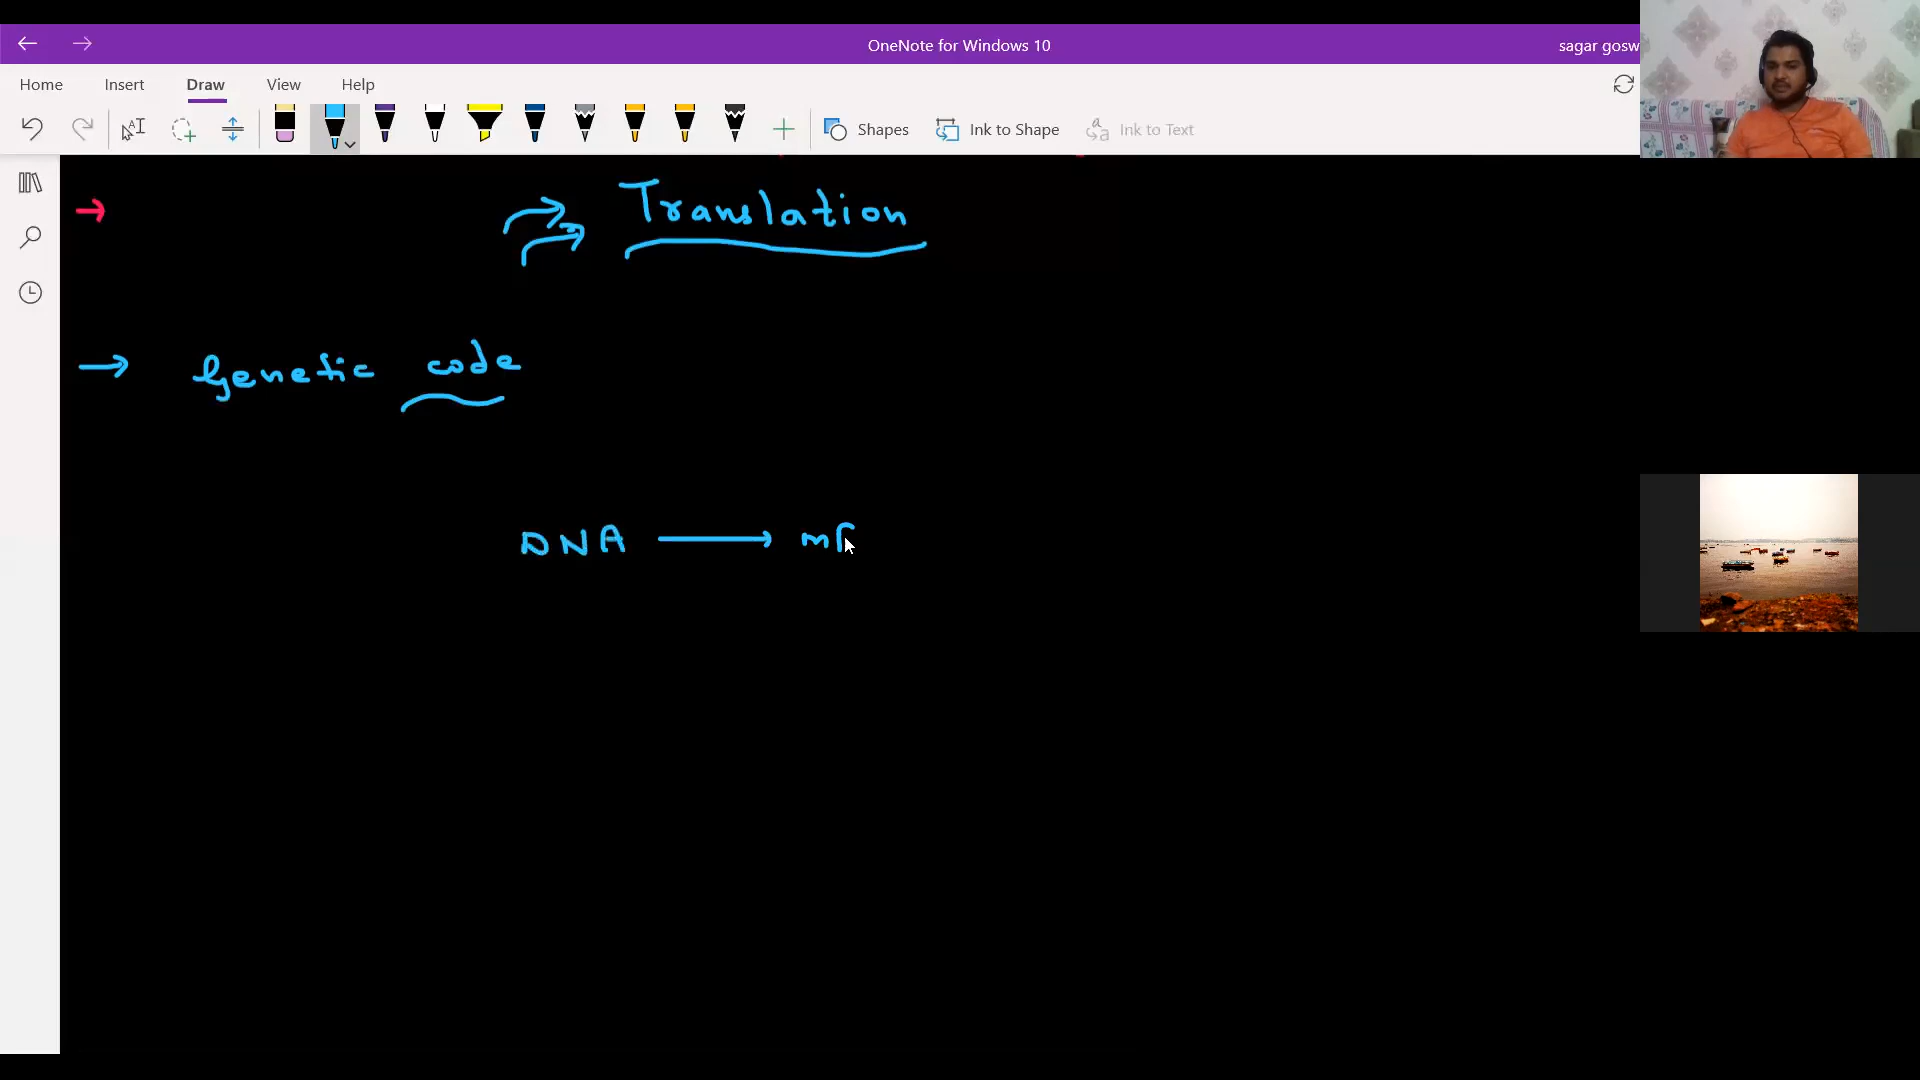 OneNote for Windows 10
sagar gosw
Home Insert Draw View Help
Shapes Ink to Shape Ink to Text
→ Translation
→ Genetic code
DNA → m